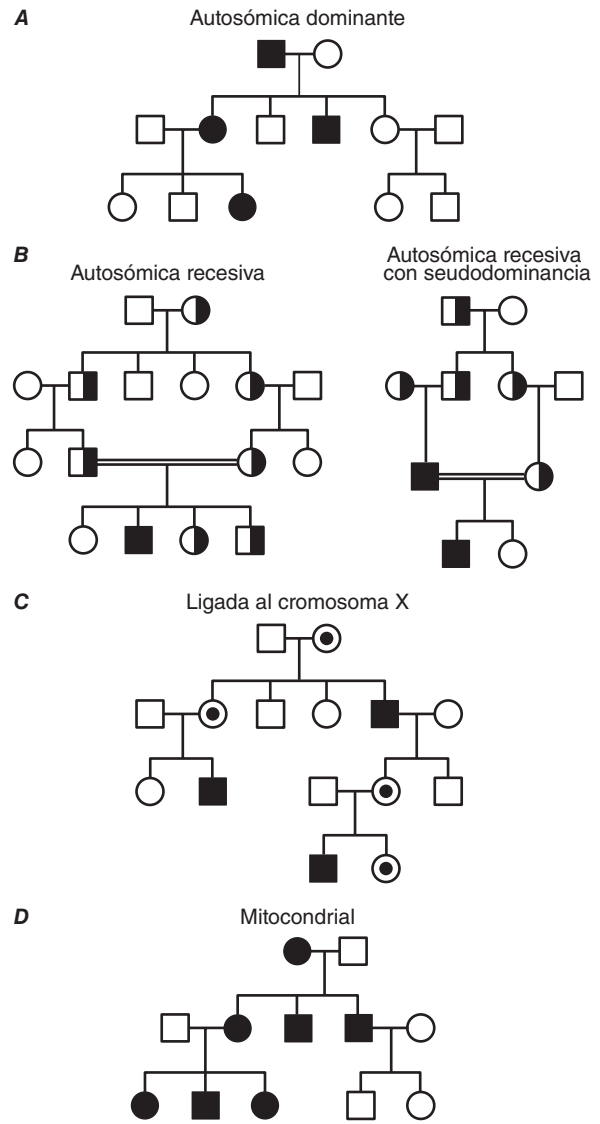 A
Autosómica dominante
B
Autosómica recesiva
Autosómica recesiva
con seudodominancia
C
Ligada al cromosoma X
D
Mitocondrial